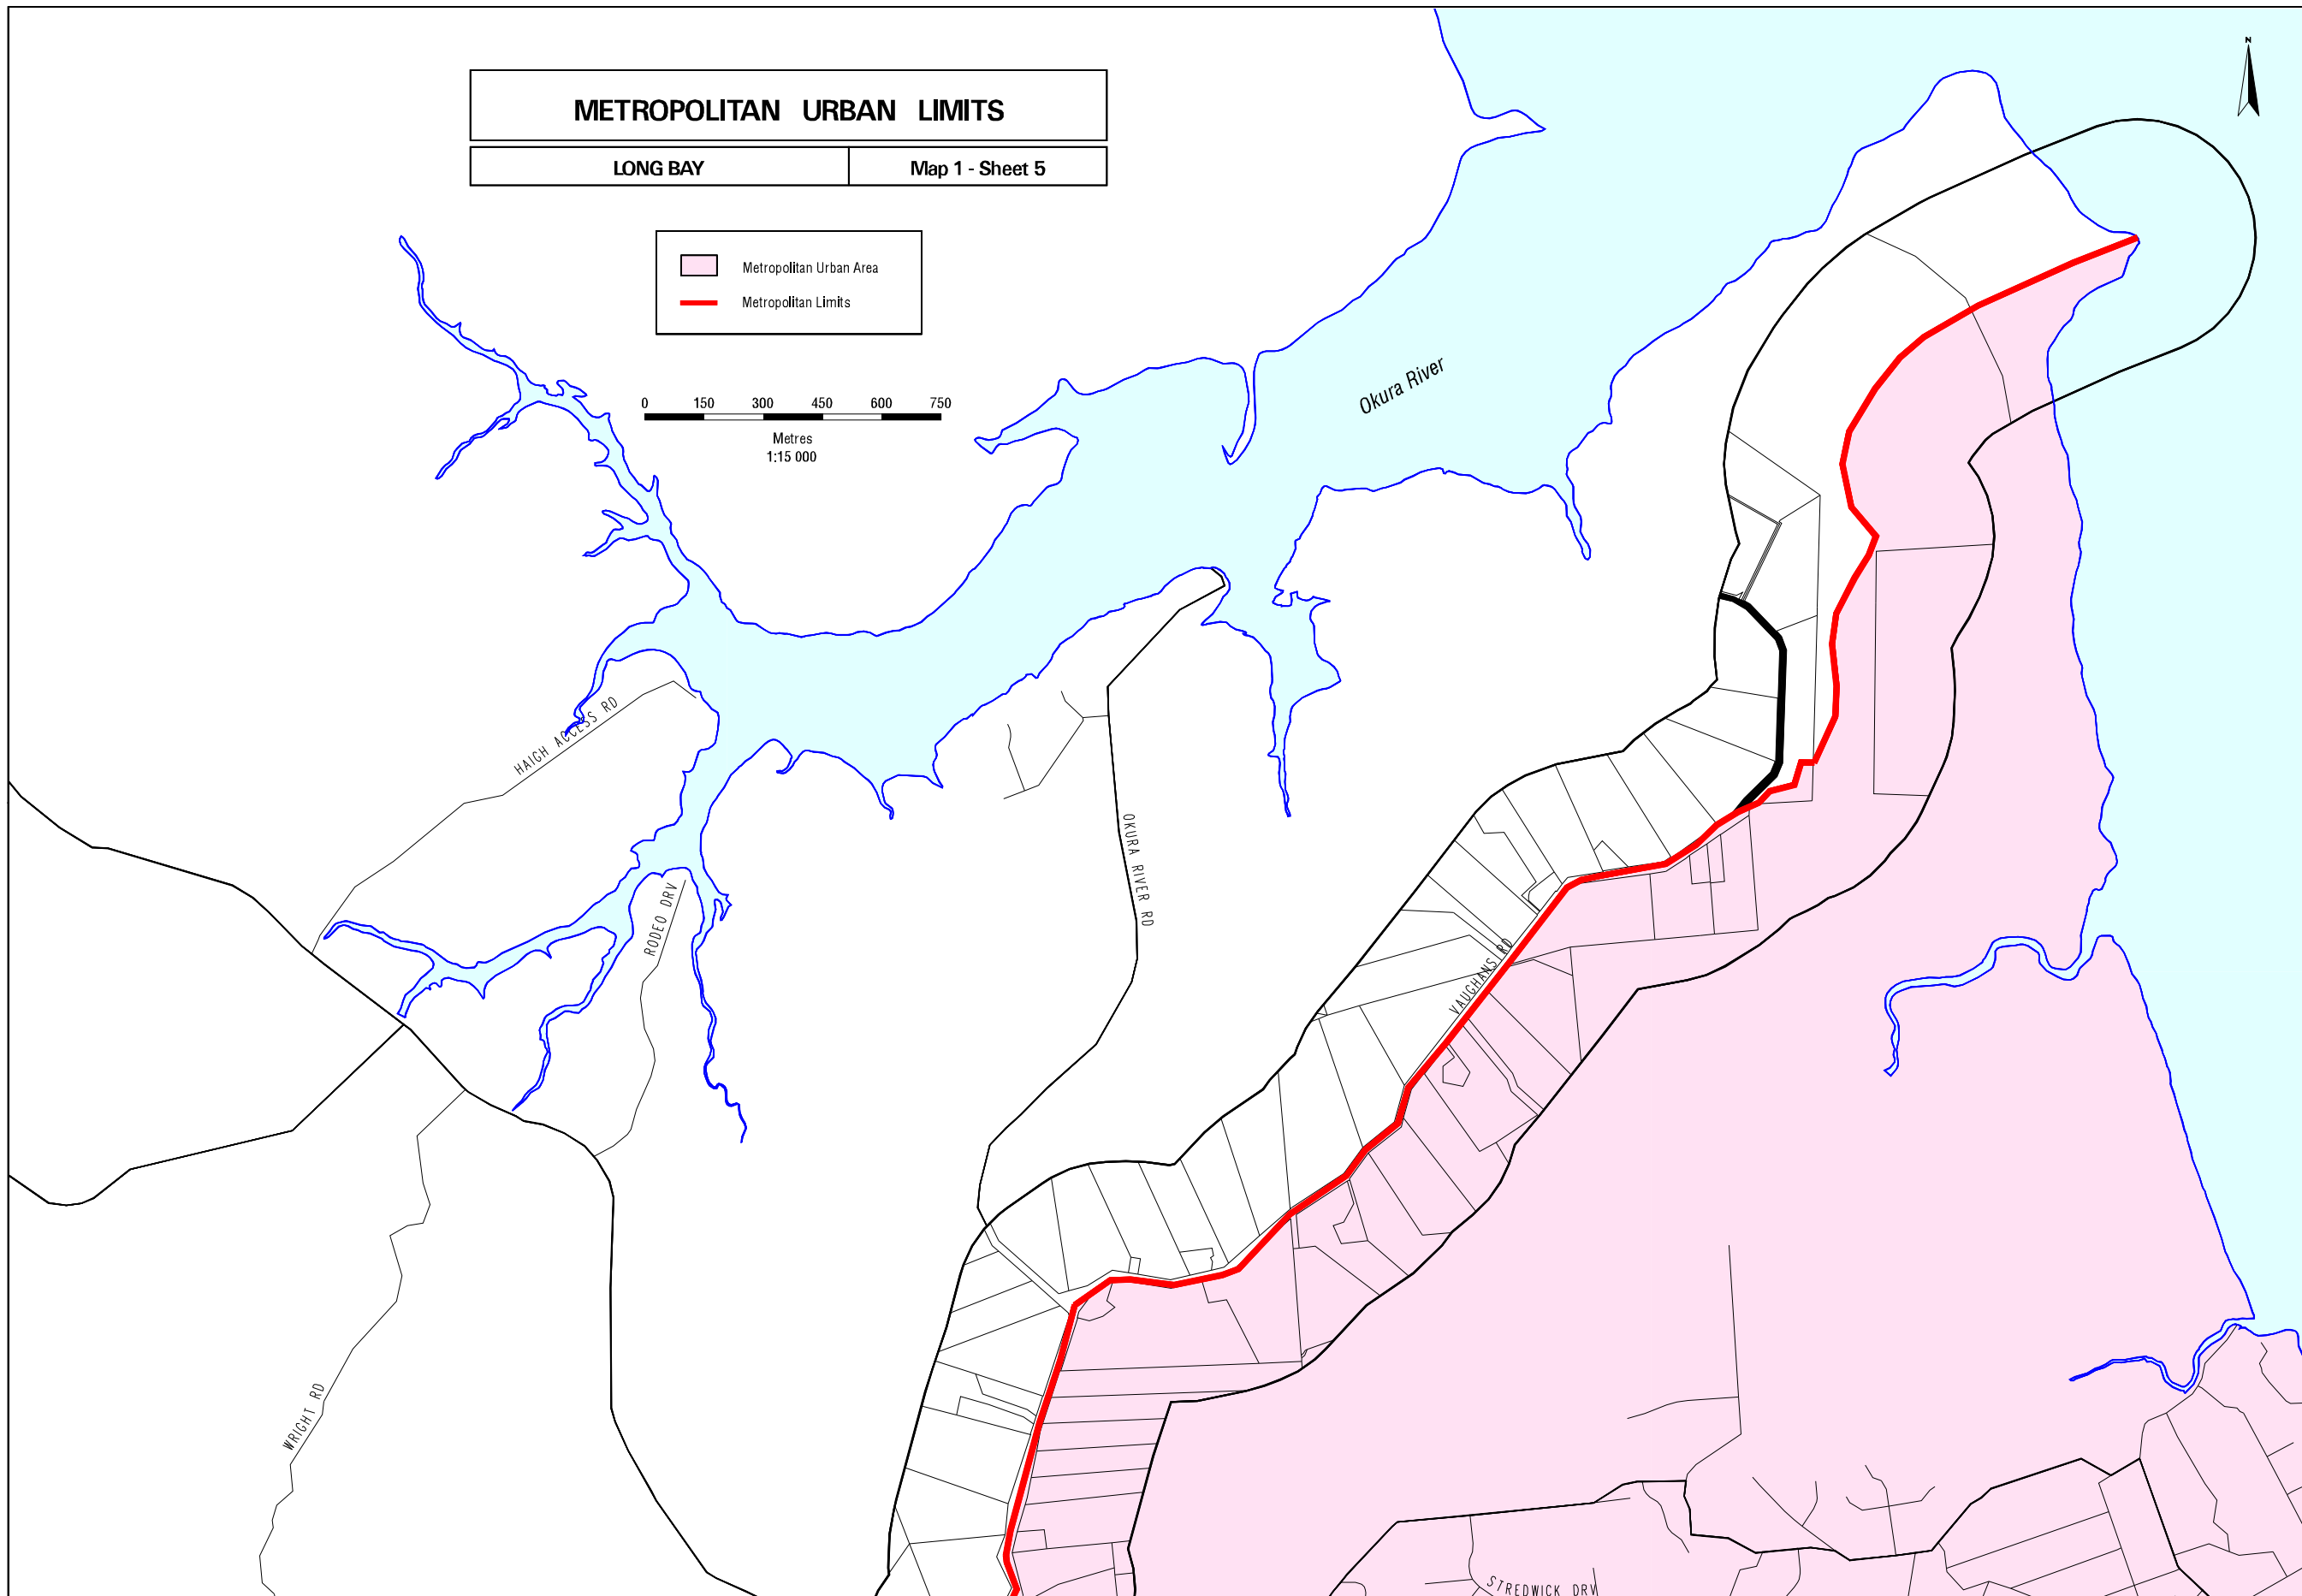 METROPOLITAN URBAN LIMITS
LONG BAY
Map 1 - Sheet 5
N
Metropolitan Urban Area
Metropolitan Limits
0 150 300 450 600 750
Metres
1:15 000
Okura River
HAIGH ACCESS RD
OKURA RIVER RD
RODEO DRV
VAUGHANS RD
WRIGHT RD
STREDWICK DRV